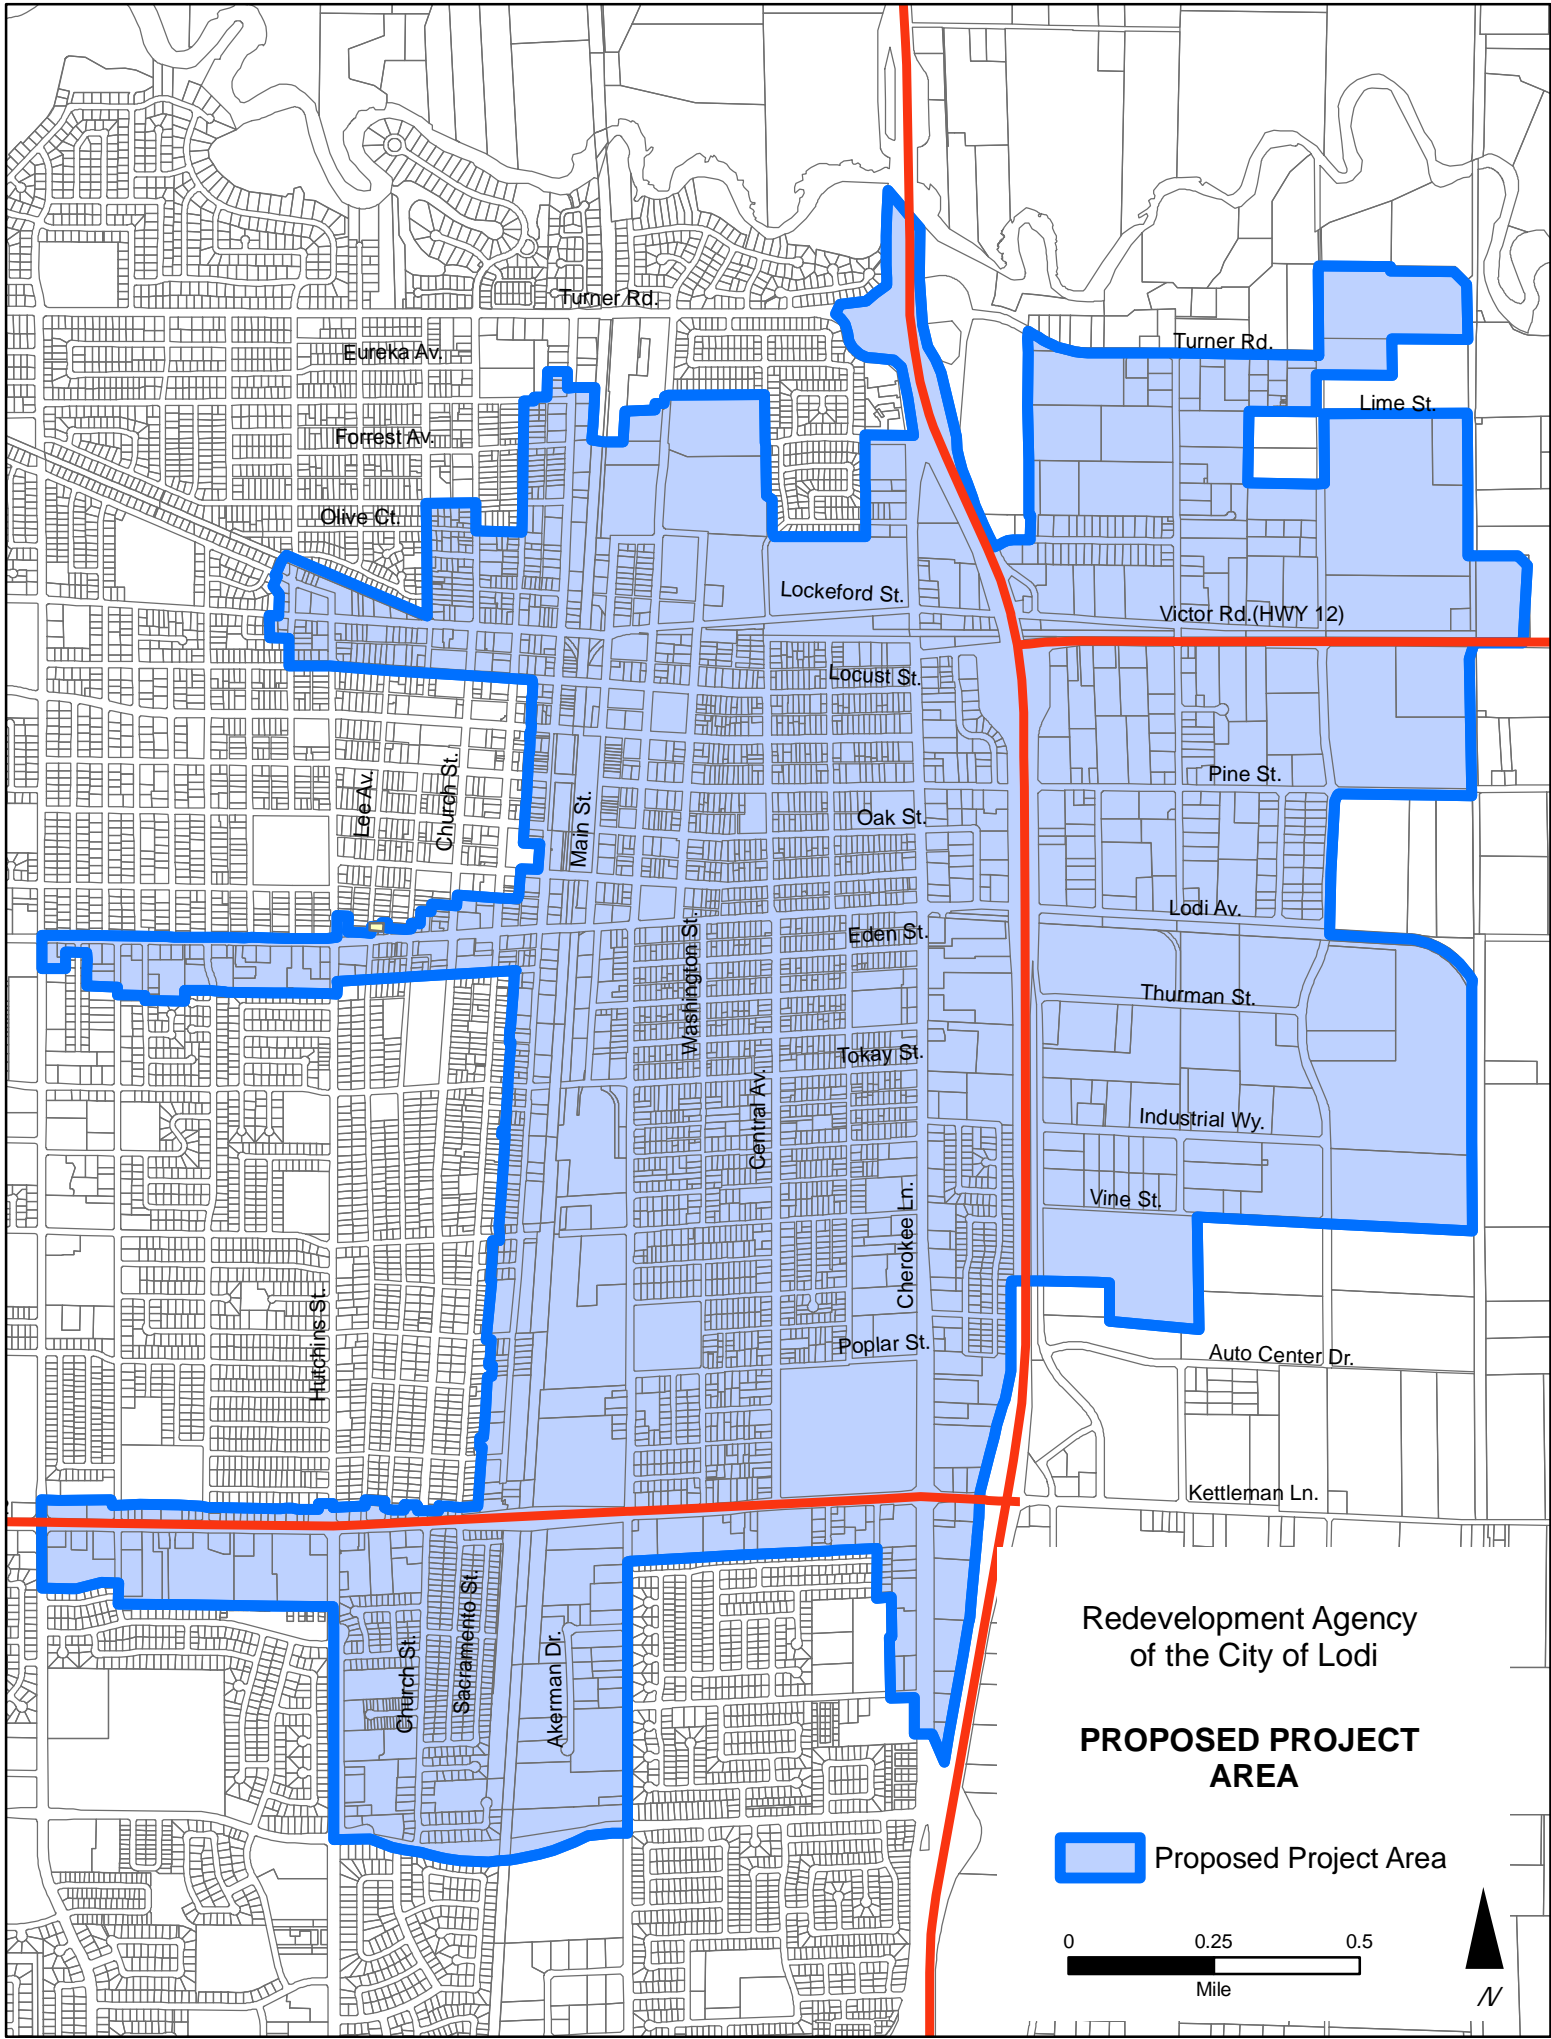 Turner Rd.
Turner Rd.
Eureka Av.
Lime St.
Forrest Av.
Olive Ct.
Lockeford St.
Victor Rd.(HWY 12)
Locust St.
Pine St.
Lee Av.
Church St.
Main St.
Oak St.
Lodi Av.
Washington St.
Eden St.
Thurman St.
Tokay St.
Central Av.
Industrial Wy.
Vine St.
Cherokee Ln.
Hutchins St.
Poplar St.
Auto Center Dr.
Kettleman Ln.
Church St.
Sacramento St.
Akerman Dr.
Redevelopment Agency
of the City of Lodi
PROPOSED PROJECT
AREA
Proposed Project Area
0 0.25 0.5
Mile
N